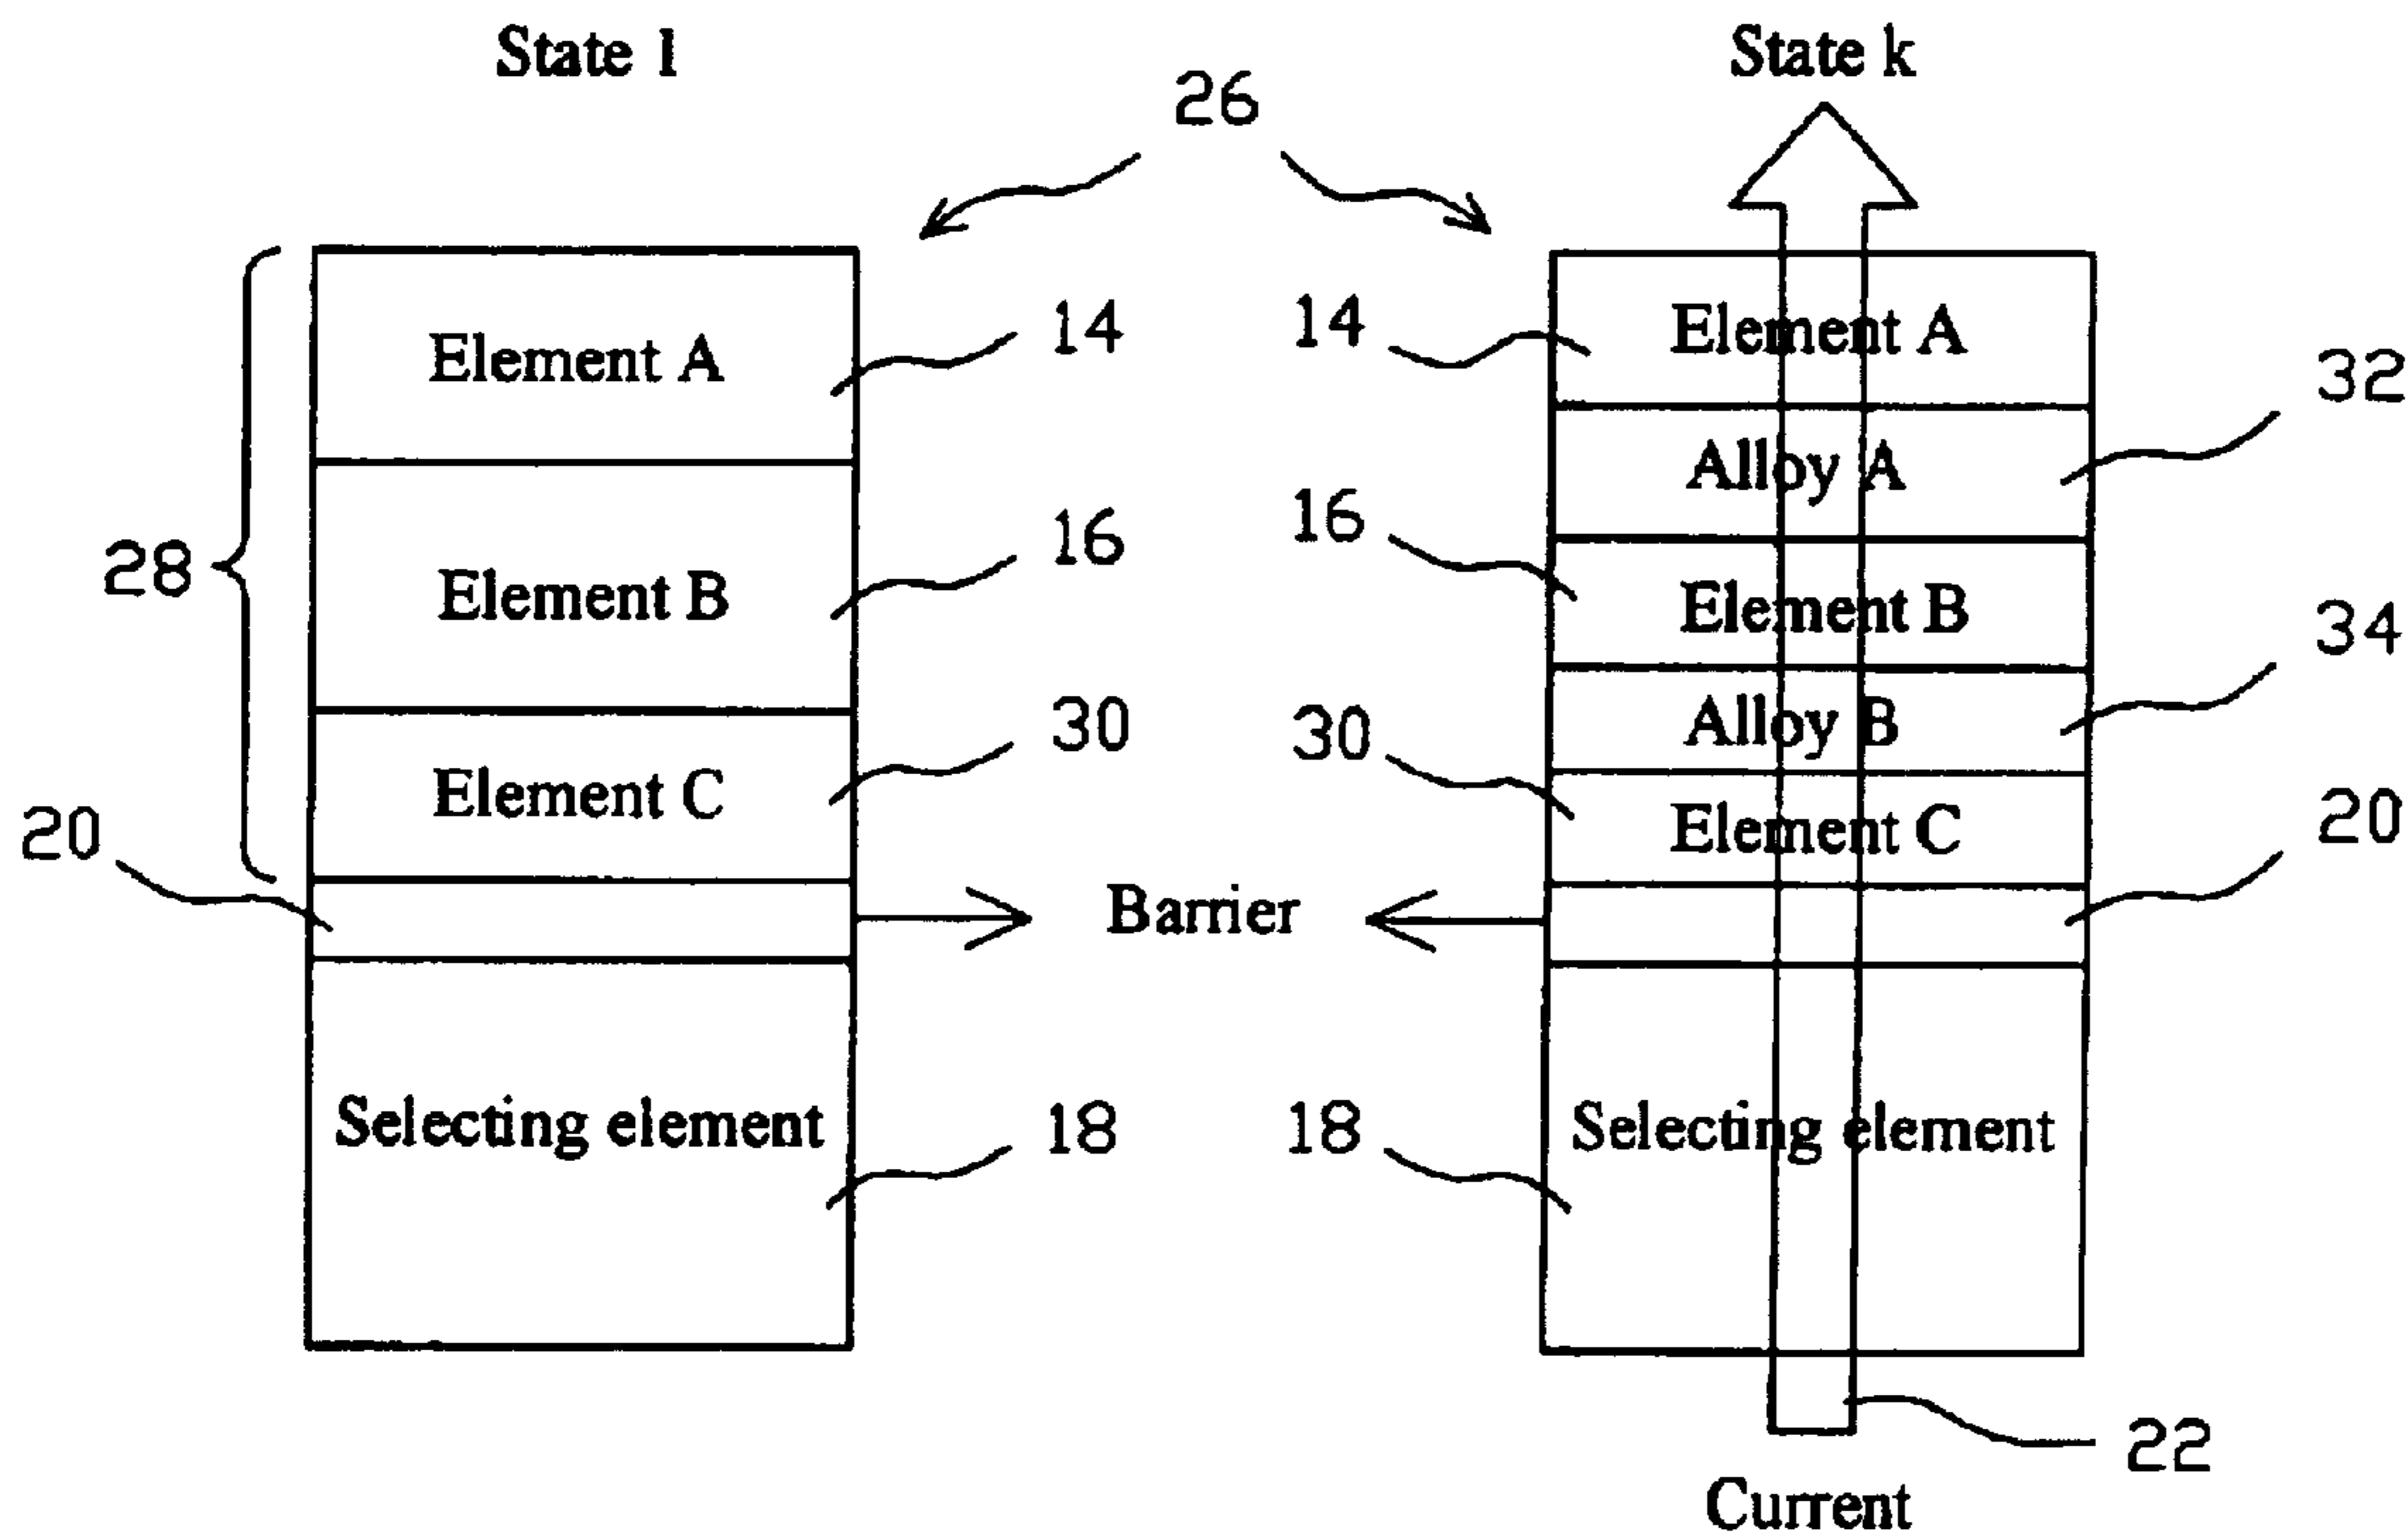 State 1
State k
26
Element A
14
14
Element A
32
Alloy A
28
Element B
16
16
Element B
34
Alloy B
30
30
Element C
Element C
20
20
Barrier
Selecting element
18
18
Selecting element
22
Current